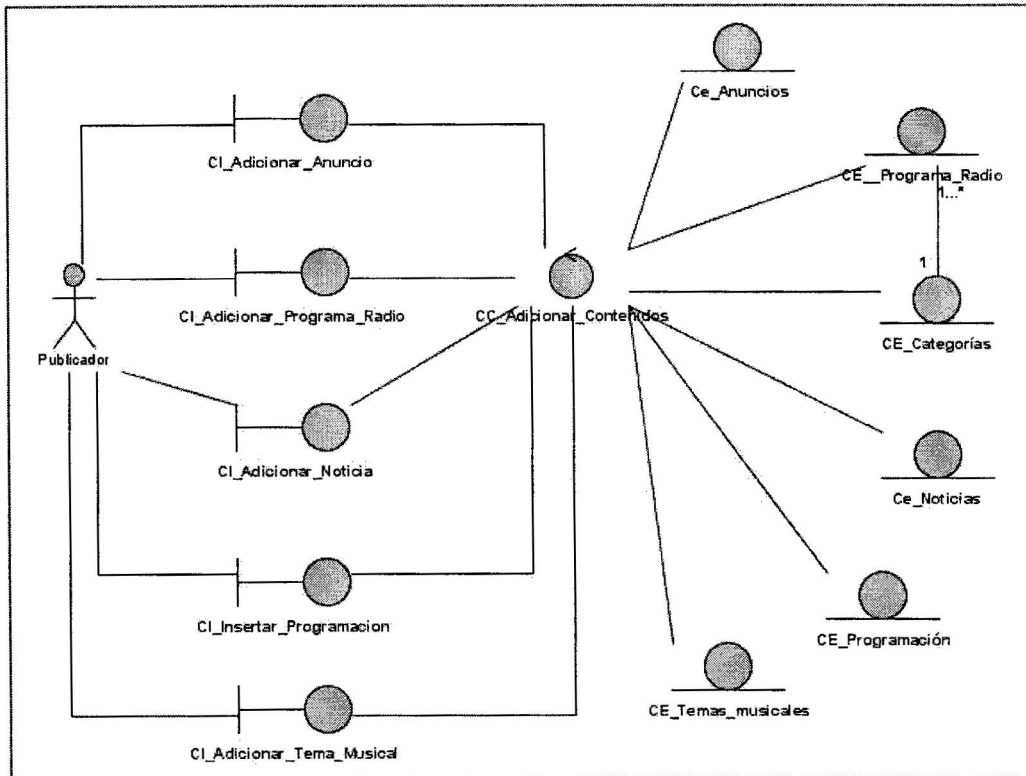 Ce_Anuncios
CI_Adicionar_Anuncio
CE__Programa_Radio
1...*
1
CI_Adicionar_Programa_Radio
CC_Adicionar_Contenidos
CE_Categorías
Publicador
CI_Adicionar_Noticia
Ce_Noticias
CI_Insertar_Programacion
CE_Programación
CE_Temas_musicales
CI_Adicionar_Tema_Musical